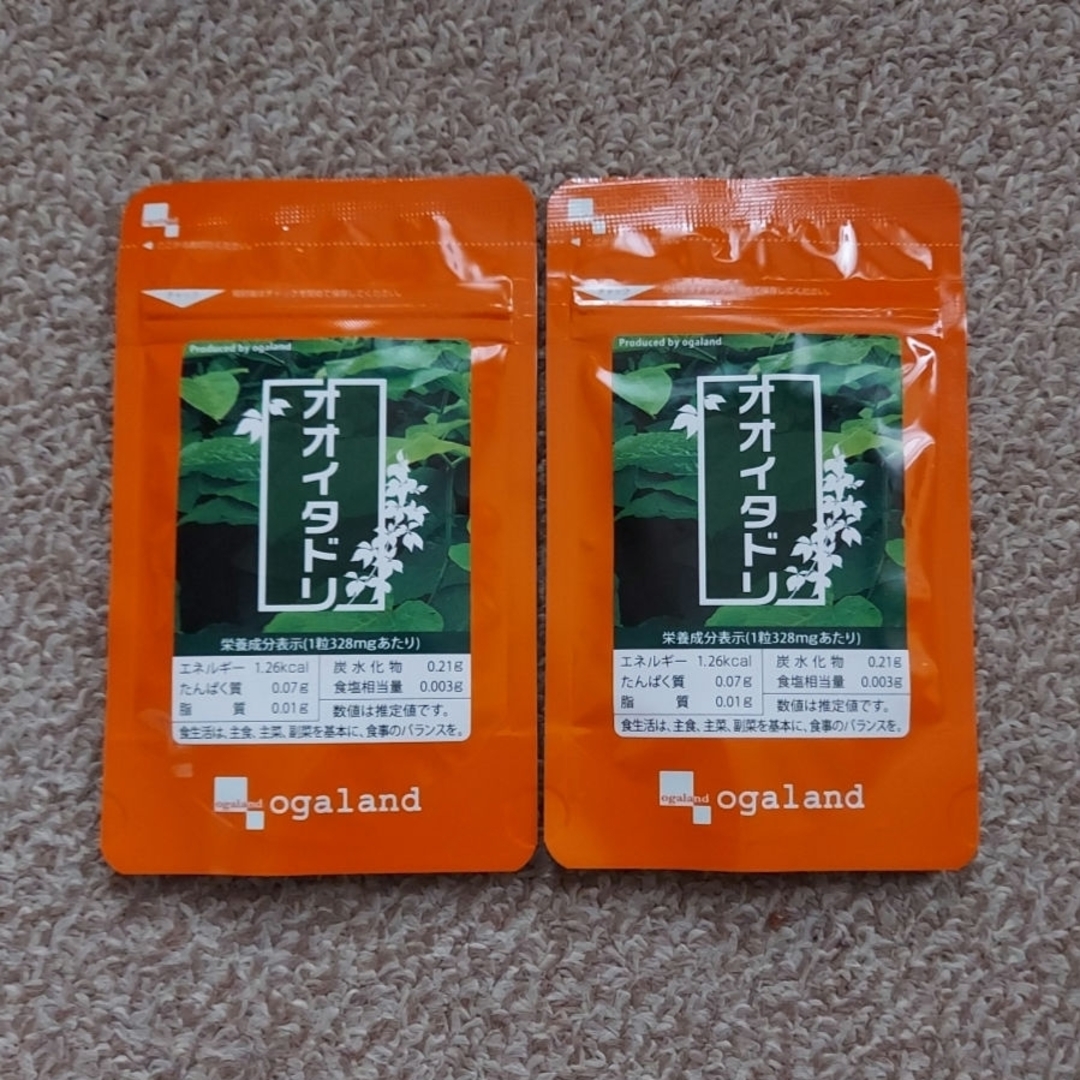 チャック
Produced by ogaland
オオイタドリ
栄養成分表示(1粒328mgあたり)
エネルギー 1.26kcal
たんぱく質 0.07g
脂質 0.01g
炭水化物 0.21g
食塩相当量 0.003g
数値は推定値です。
食生活は、主食、主菜、副菜を基本に、食事のバランスを。
ogaland
ogaland
チャック
Produced by ogaland
オオイタドリ
栄養成分表示(1粒328mgあたり)
エネルギー 1.26kcal
たんぱく質 0.07g
脂質 0.01g
炭水化物 0.21g
食塩相当量 0.003g
数値は推定値です。
食生活は、主食、主菜、副菜を基本に、食事のバランスを。
ogaland
ogaland